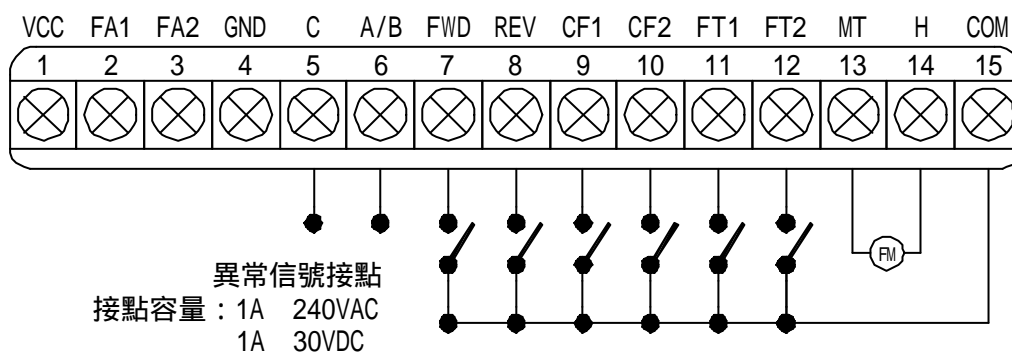 VCC FA1 FA2 GND C A/B FWD REV CF1 CF2 FT1 FT2 MT H COM
1 2 3 4 5 6 7 8 9 10 11 12 13 14 15
FM
異常信號接點
接點容量：1A 240VAC
1A 30VDC